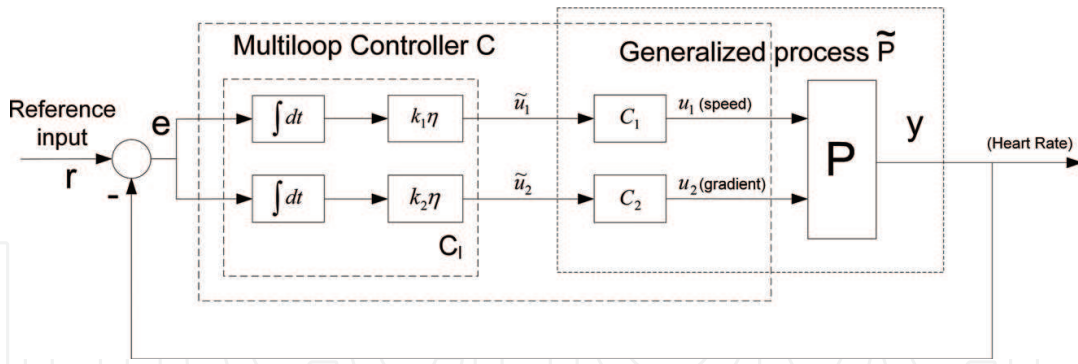 Multiloop Controller C
Generalized process P̃
Reference
input
r
-
e
∫dt
k₁η
ũ₁
C₁
u₁ (speed)
∫dt
k₂η
ũ₂
C₂
u₂ (gradient)
C_I
P
y
(Heart Rate)